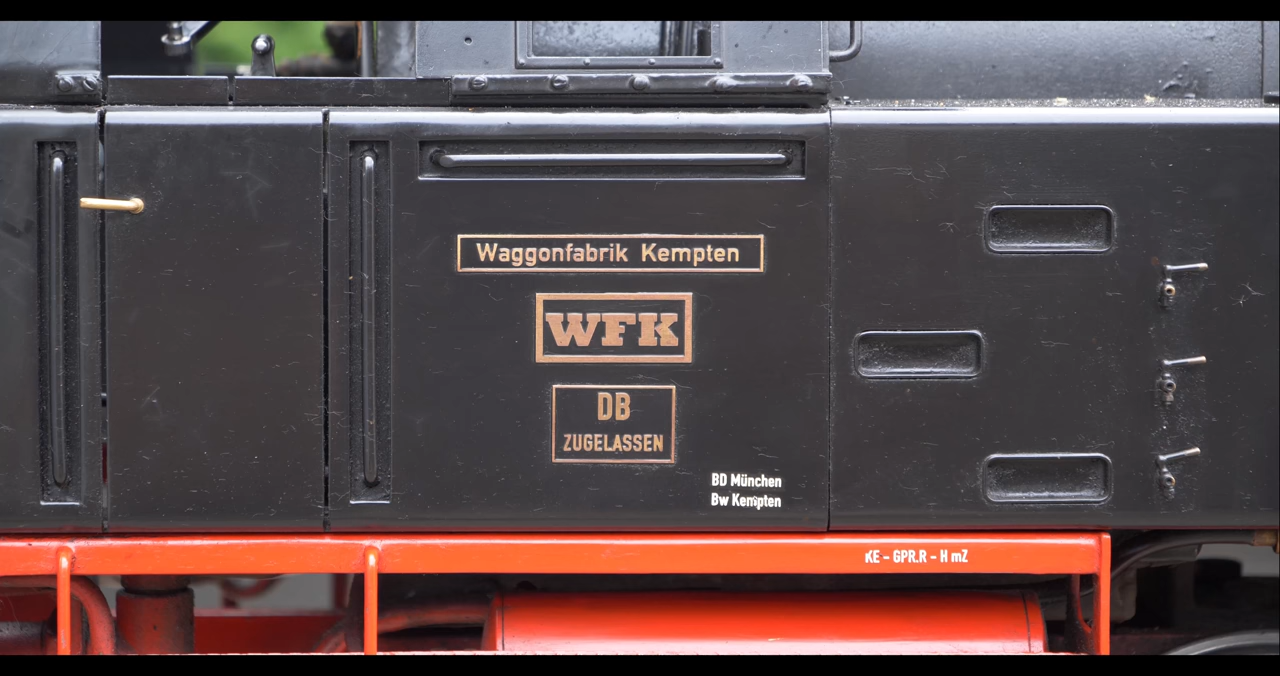 Waggonfabrik Kempten
WFK
DB
ZUGELASSEN
BD München
Bw Kempten
KE - GPR.R - H mZ